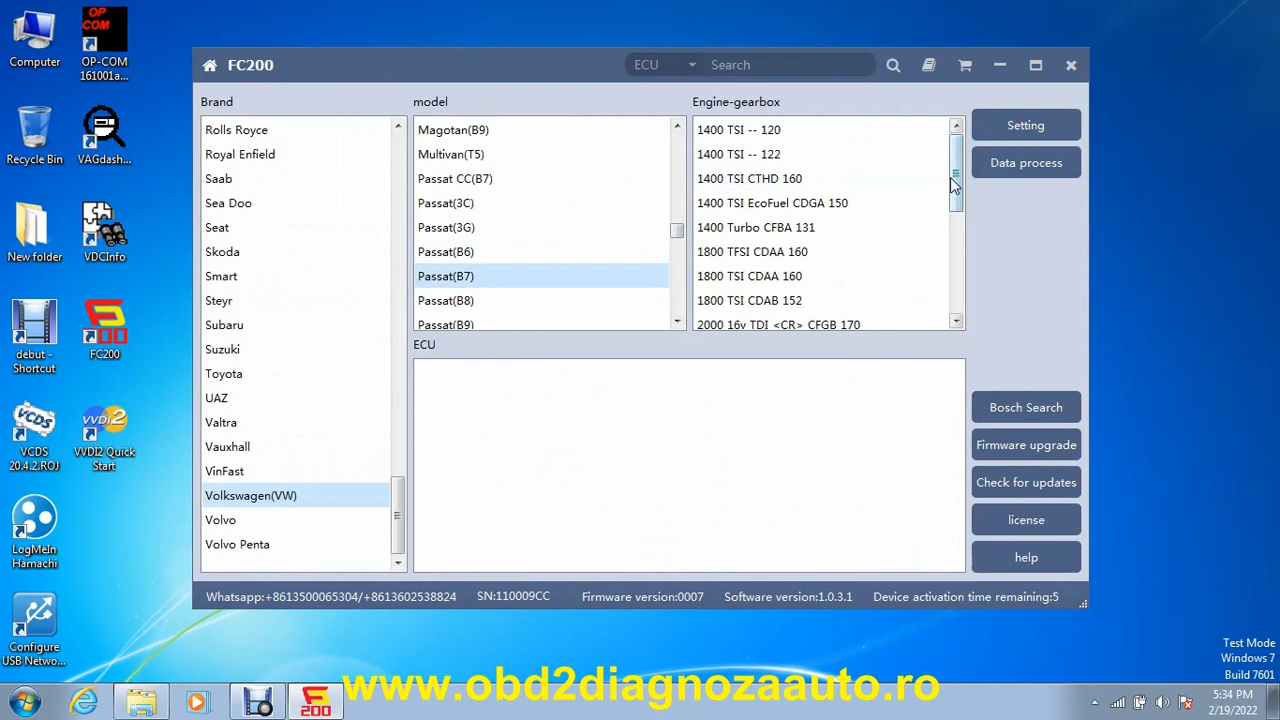 Computer
OP
COM
OP-COM
161001a...
Recycle Bin
VAGdash...
New folder
VDCInfo
debut -
Shortcut
FC200
VCDS
VCDS
20.4.2.ROJ
VVDI2
VVDI2 Quick
Start
LogMeIn
Hamachi
Configure
USB Netwo...
FC200
ECU
Search
Brand
model
Engine-gearbox
Rolls Royce
Royal Enfield
Saab
Sea Doo
Seat
Skoda
Smart
Steyr
Subaru
Suzuki
Toyota
UAZ
Valtra
Vauxhall
VinFast
Volkswagen(VW)
Volvo
Volvo Penta
Magotan(B9)
Multivan(T5)
Passat CC(B7)
Passat(3C)
Passat(3G)
Passat(B6)
Passat(B7)
Passat(B8)
Passat(B9)
1400 TSI -- 120
1400 TSI -- 122
1400 TSI CTHD 160
1400 TSI EcoFuel CDGA 150
1400 Turbo CFBA 131
1800 TFSI CDAA 160
1800 TSI CDAA 160
1800 TSI CDAB 152
2000 16v TDI <CR> CFGB 170
ECU
Setting
Data process
Bosch Search
Firmware upgrade
Check for updates
license
help
Whatsapp:+8613500065304/+8613602538824
SN:110009CC
Firmware version:0007
Software version:1.0.3.1
Device activation time remaining:5
Test Mode
Windows 7
Build 7601
www.obd2diagnozaauto.ro
200
5:34 PM
2/19/2022